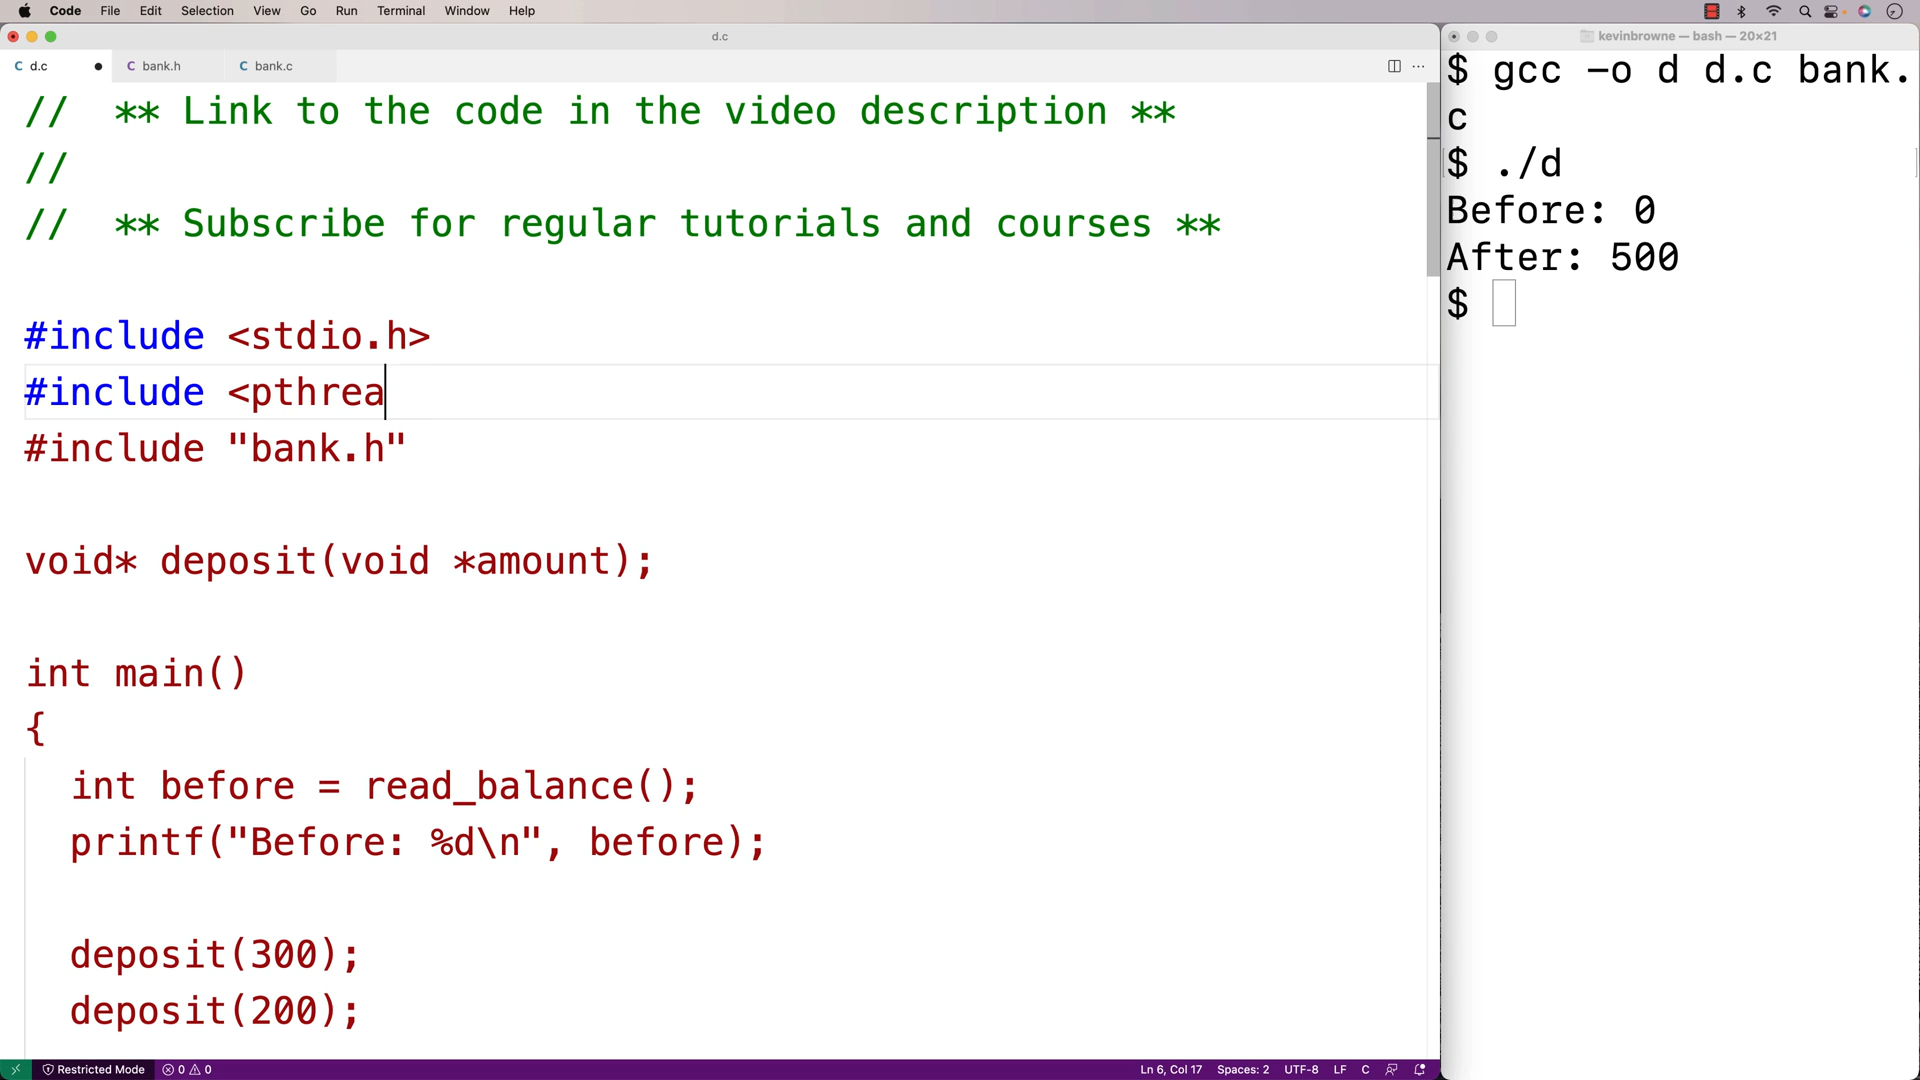 Code File Edit Selection View Go Run Terminal Window Help
d.c
C d.c ● C bank.h C bank.c
// ** Link to the code in the video description **
//
// ** Subscribe for regular tutorials and courses **
#include <stdio.h>
#include <pthrea
#include "bank.h"
void* deposit(void *amount);
int main()
{
int before = read_balance();
printf("Before: %d\n", before);
deposit(300);
deposit(200);
Restricted Mode 0 0 Ln 6, Col 17 Spaces: 2 UTF-8 LF C
kevinbrowne — bash — 20×21
$ gcc -o d d.c bank.
c
$ ./d
Before: 0
After: 500
$